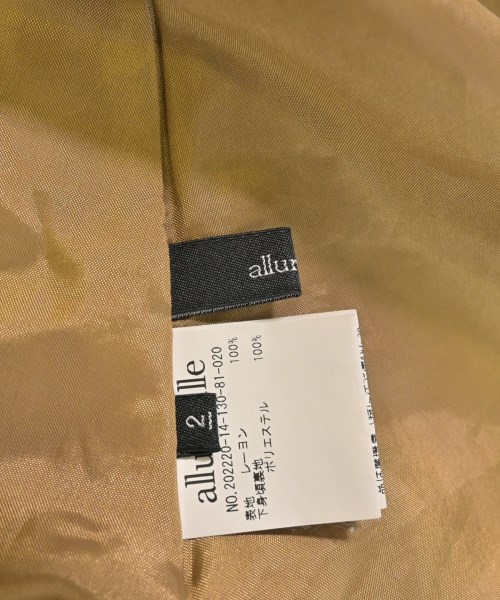 allur
2
allu lle
NO.202220-14-130-81-020
表地 レーヨン 100%
下身頃裏地 ポリエステル 100%